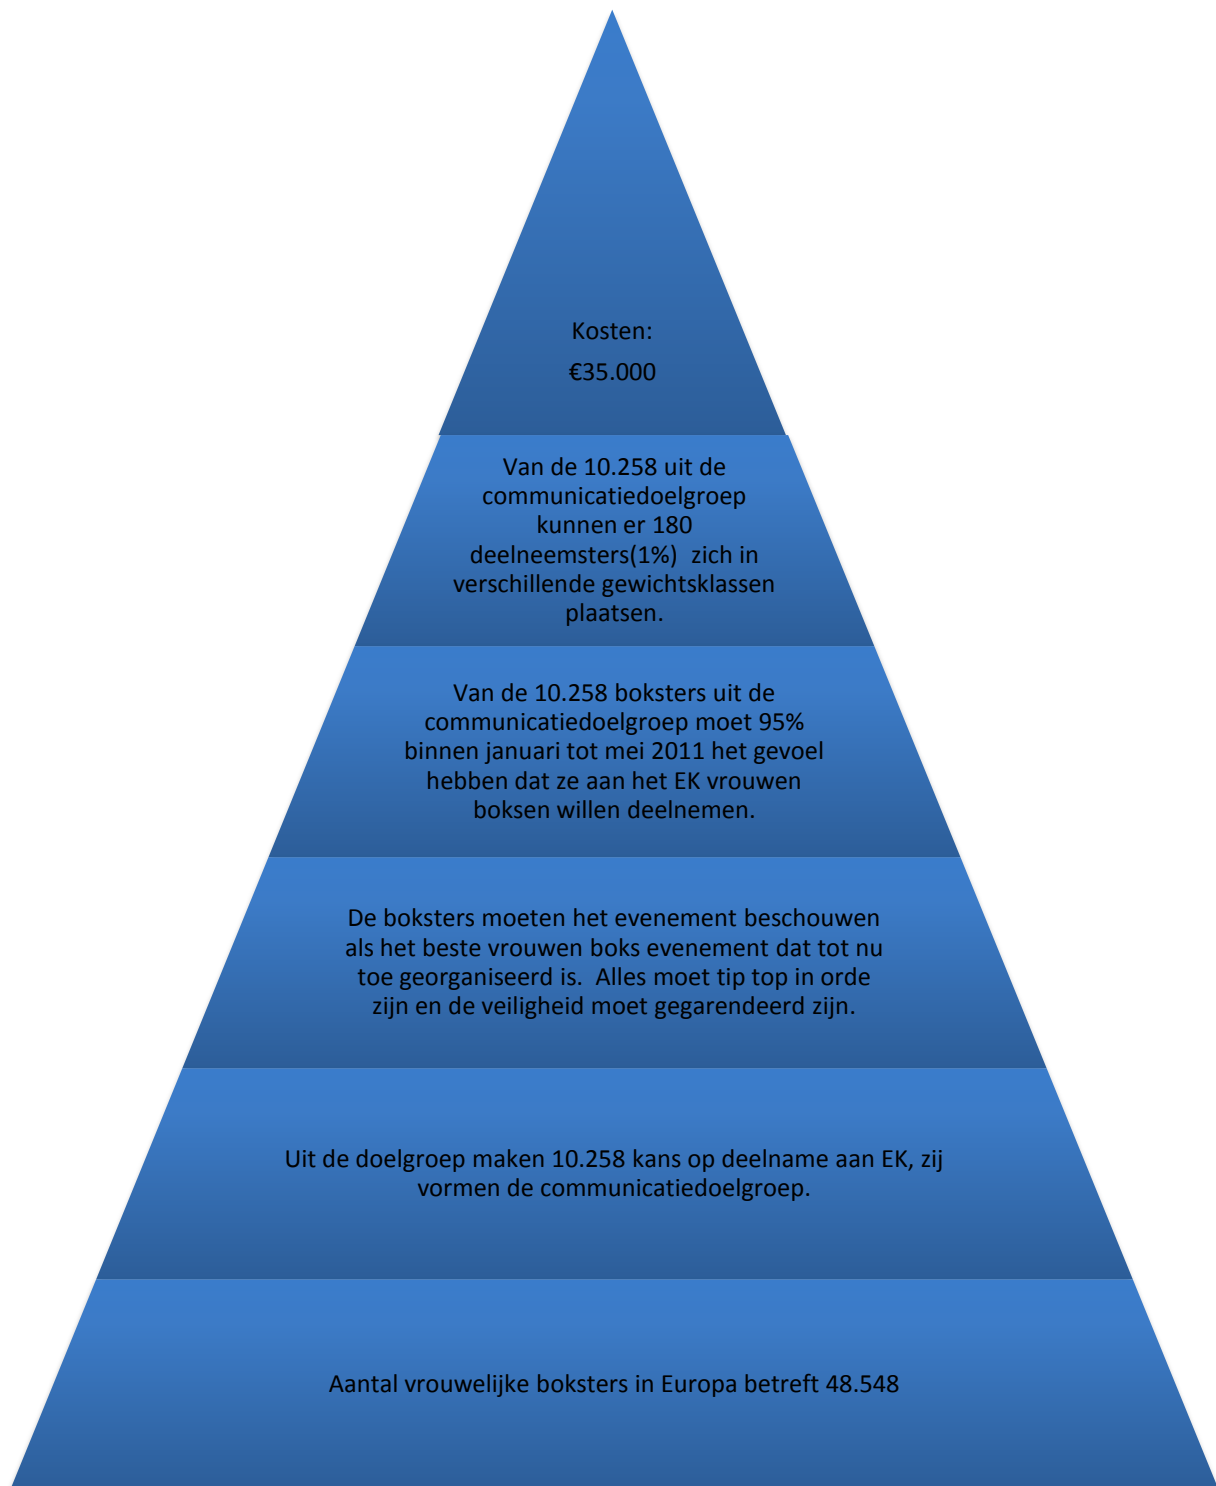 Kosten:
€35.000
Van de 10.258 uit de
communicatiedoelgroep
kunnen er 180
deelneemsters(1%)  zich in
verschillende gewichtsklassen
plaatsen.
Van de 10.258 boksters uit de
communicatiedoelgroep moet 95%
binnen januari tot mei 2011 het gevoel
hebben dat ze aan het EK vrouwen
boksen willen deelnemen.
De boksters moeten het evenement beschouwen
als het beste vrouwen boks evenement dat tot nu
toe georganiseerd is.  Alles moet tip top in orde
zijn en de veiligheid moet gegarendeerd zijn.
Uit de doelgroep maken 10.258 kans op deelname aan EK, zij
vormen de communicatiedoelgroep.
Aantal vrouwelijke boksters in Europa betreft 48.548